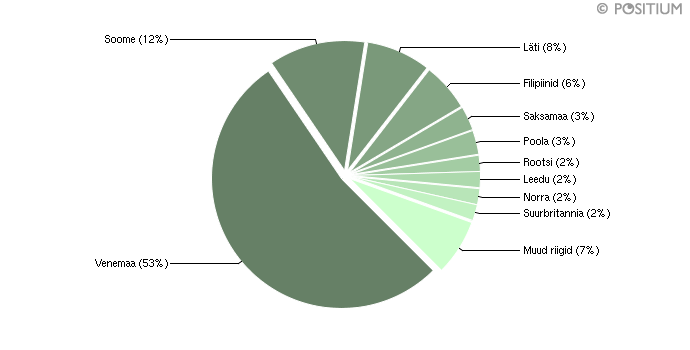 © POSITIUM
Soome (12%)
Läti (8%)
Filipiinid (6%)
Saksamaa (3%)
Poola (3%)
Rootsi (2%)
Leedu (2%)
Norra (2%)
Suurbritannia (2%)
Muud riigid (7%)
Venemaa (53%)